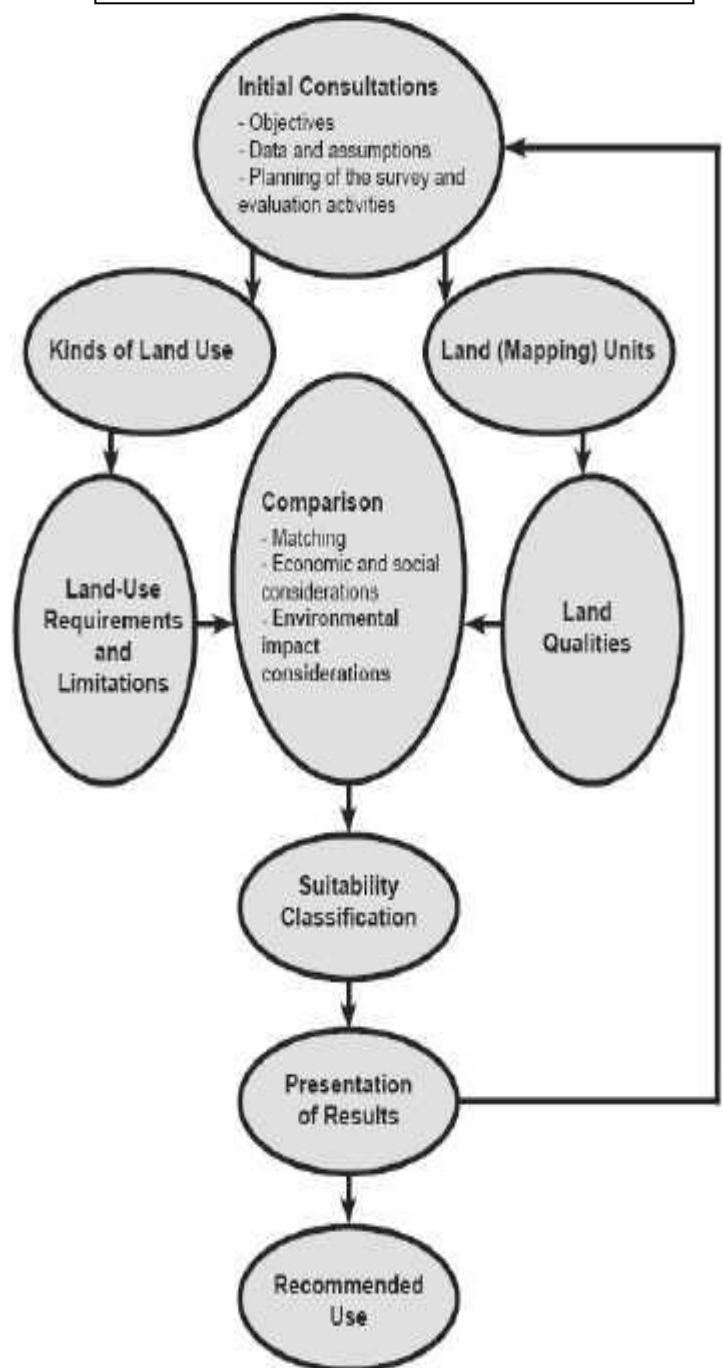 Initial Consultations
- Objectives
- Data and assumptions
- Planning of the survey and
evaluation activities
Kinds of Land Use
Land (Mapping) Units
Comparison
- Matching
- Economic and social
considerations
- Environmental
impact
considerations
Land-Use
Requirements
and
Limitations
Land
Qualities
Suitability
Classification
Presentation
of Results
Recommended
Use